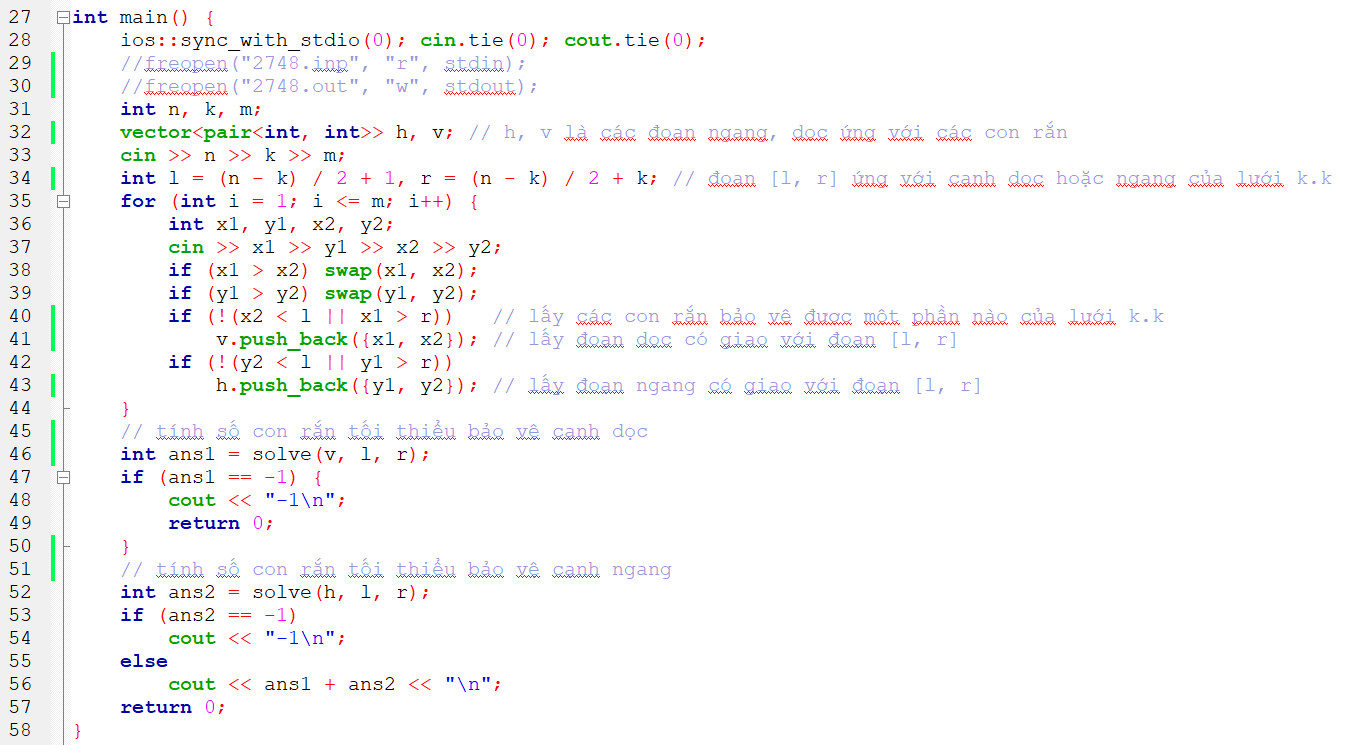 27 int main() {
28 ios::sync_with_stdio(0); cin.tie(0); cout.tie(0);
29 //freopen("2748.inp", "r", stdin);
30 //freopen("2748.out", "w", stdout);
31 int n, k, m;
32 vector<pair<int, int>> h, v; // h, v là các đoạn ngang, dọc ứng với các con rắn
33 cin >> n >> k >> m;
34 int l = (n - k) / 2 + 1, r = (n - k) / 2 + k; // đoạn [l, r] ứng với cạnh dọc hoặc ngang của lưới k.k
35 for (int i = 1; i <= m; i++) {
36 int x1, y1, x2, y2;
37 cin >> x1 >> y1 >> x2 >> y2;
38 if (x1 > x2) swap(x1, x2);
39 if (y1 > y2) swap(y1, y2);
40 if (!(x2 < l || x1 > r)) // lấy các con rắn bảo vệ được một phần nào của lưới k.k
41 v.push_back({x1, x2}); // lấy đoạn dọc có giao với đoạn [l, r]
42 if (!(y2 < l || y1 > r))
43 h.push_back({y1, y2}); // lấy đoạn ngang có giao với đoạn [l, r]
44 }
45 // tính số con rắn tối thiểu bảo vệ cạnh dọc
46 int ans1 = solve(v, l, r);
47 if (ans1 == -1) {
48 cout << "-1\n";
49 return 0;
50 }
51 // tính số con rắn tối thiểu bảo vệ cạnh ngang
52 int ans2 = solve(h, l, r);
53 if (ans2 == -1)
54 cout << "-1\n";
55 else
56 cout << ans1 + ans2 << "\n";
57 return 0;
58 }